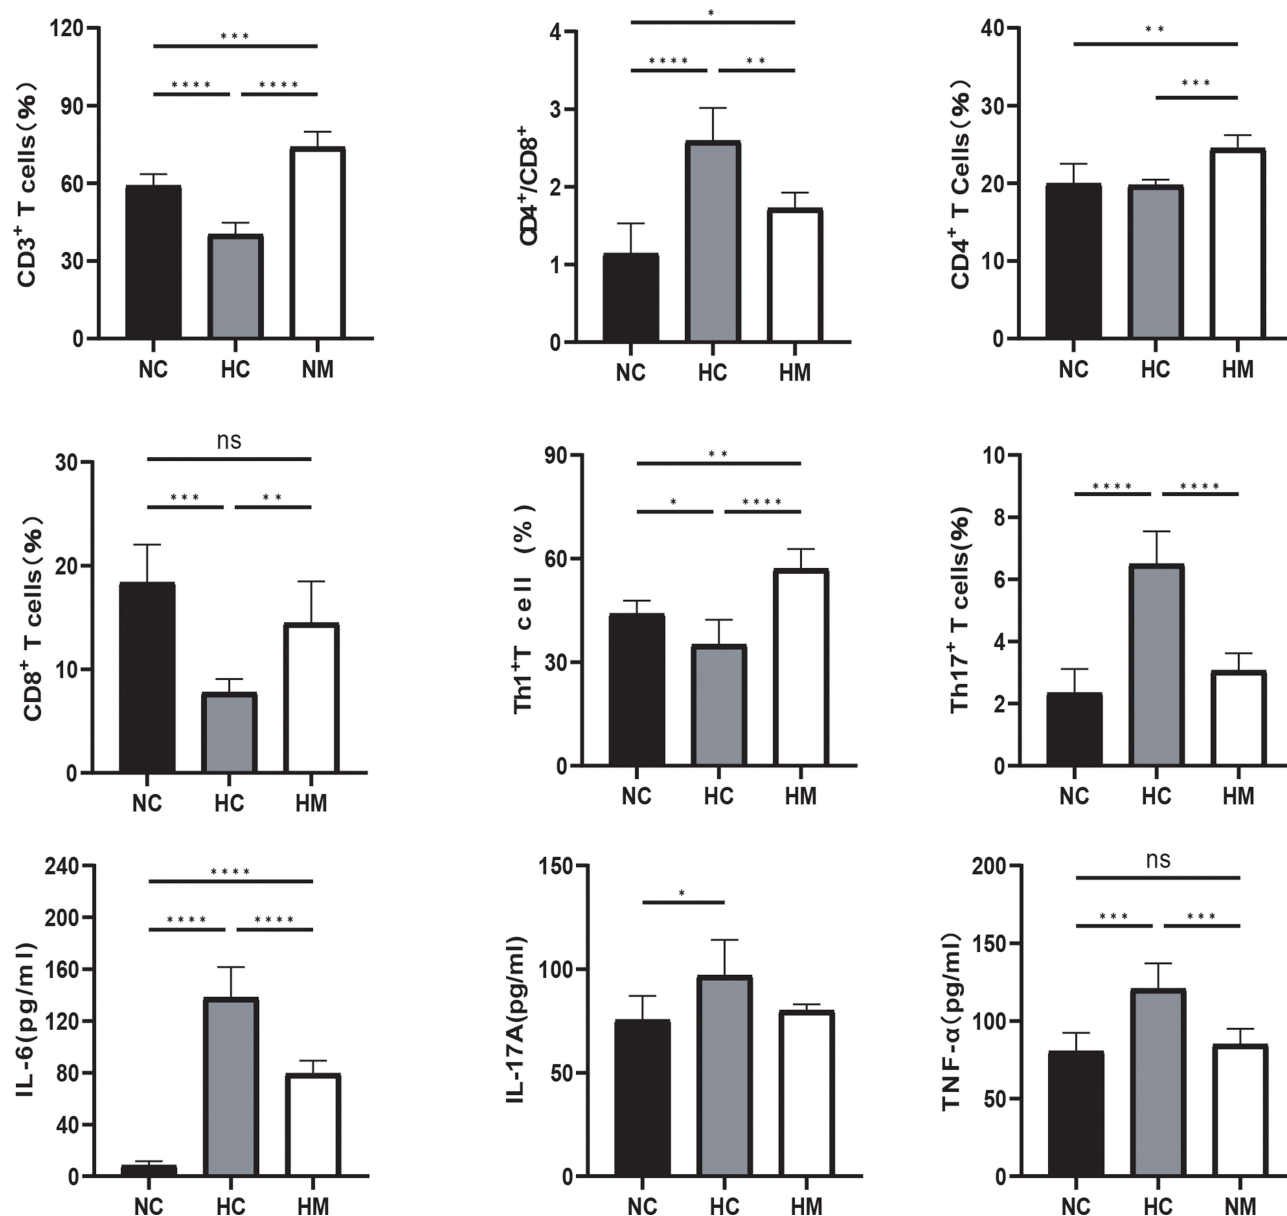 CD3⁺ T cells(%)
120
90
60
30
0
***
**** ****
NC HC NM
CD4⁺/CD8⁺
4
3
2
1
0
*
**** **
NC HC HM
CD4⁺ T Cells(%)
40
30
20
10
0
**
***
NC HC HM
CD8⁺ T cells(%)
30
20
10
0
ns
*** **
NC HC HM
Th1⁺T cell (%)
90
60
30
0
**
* ****
NC HC HM
Th17⁺ T cells(%)
10
8
6
4
2
0
**** ****
NC HC HM
IL-6(pg/ml)
240
200
160
120
80
40
0
****
**** ****
NC HC HM
IL-17A(pg/ml)
150
100
50
0
*
NC HC HM
TNF-α(pg/ml)
200
150
100
50
0
ns
*** ***
NC HC NM